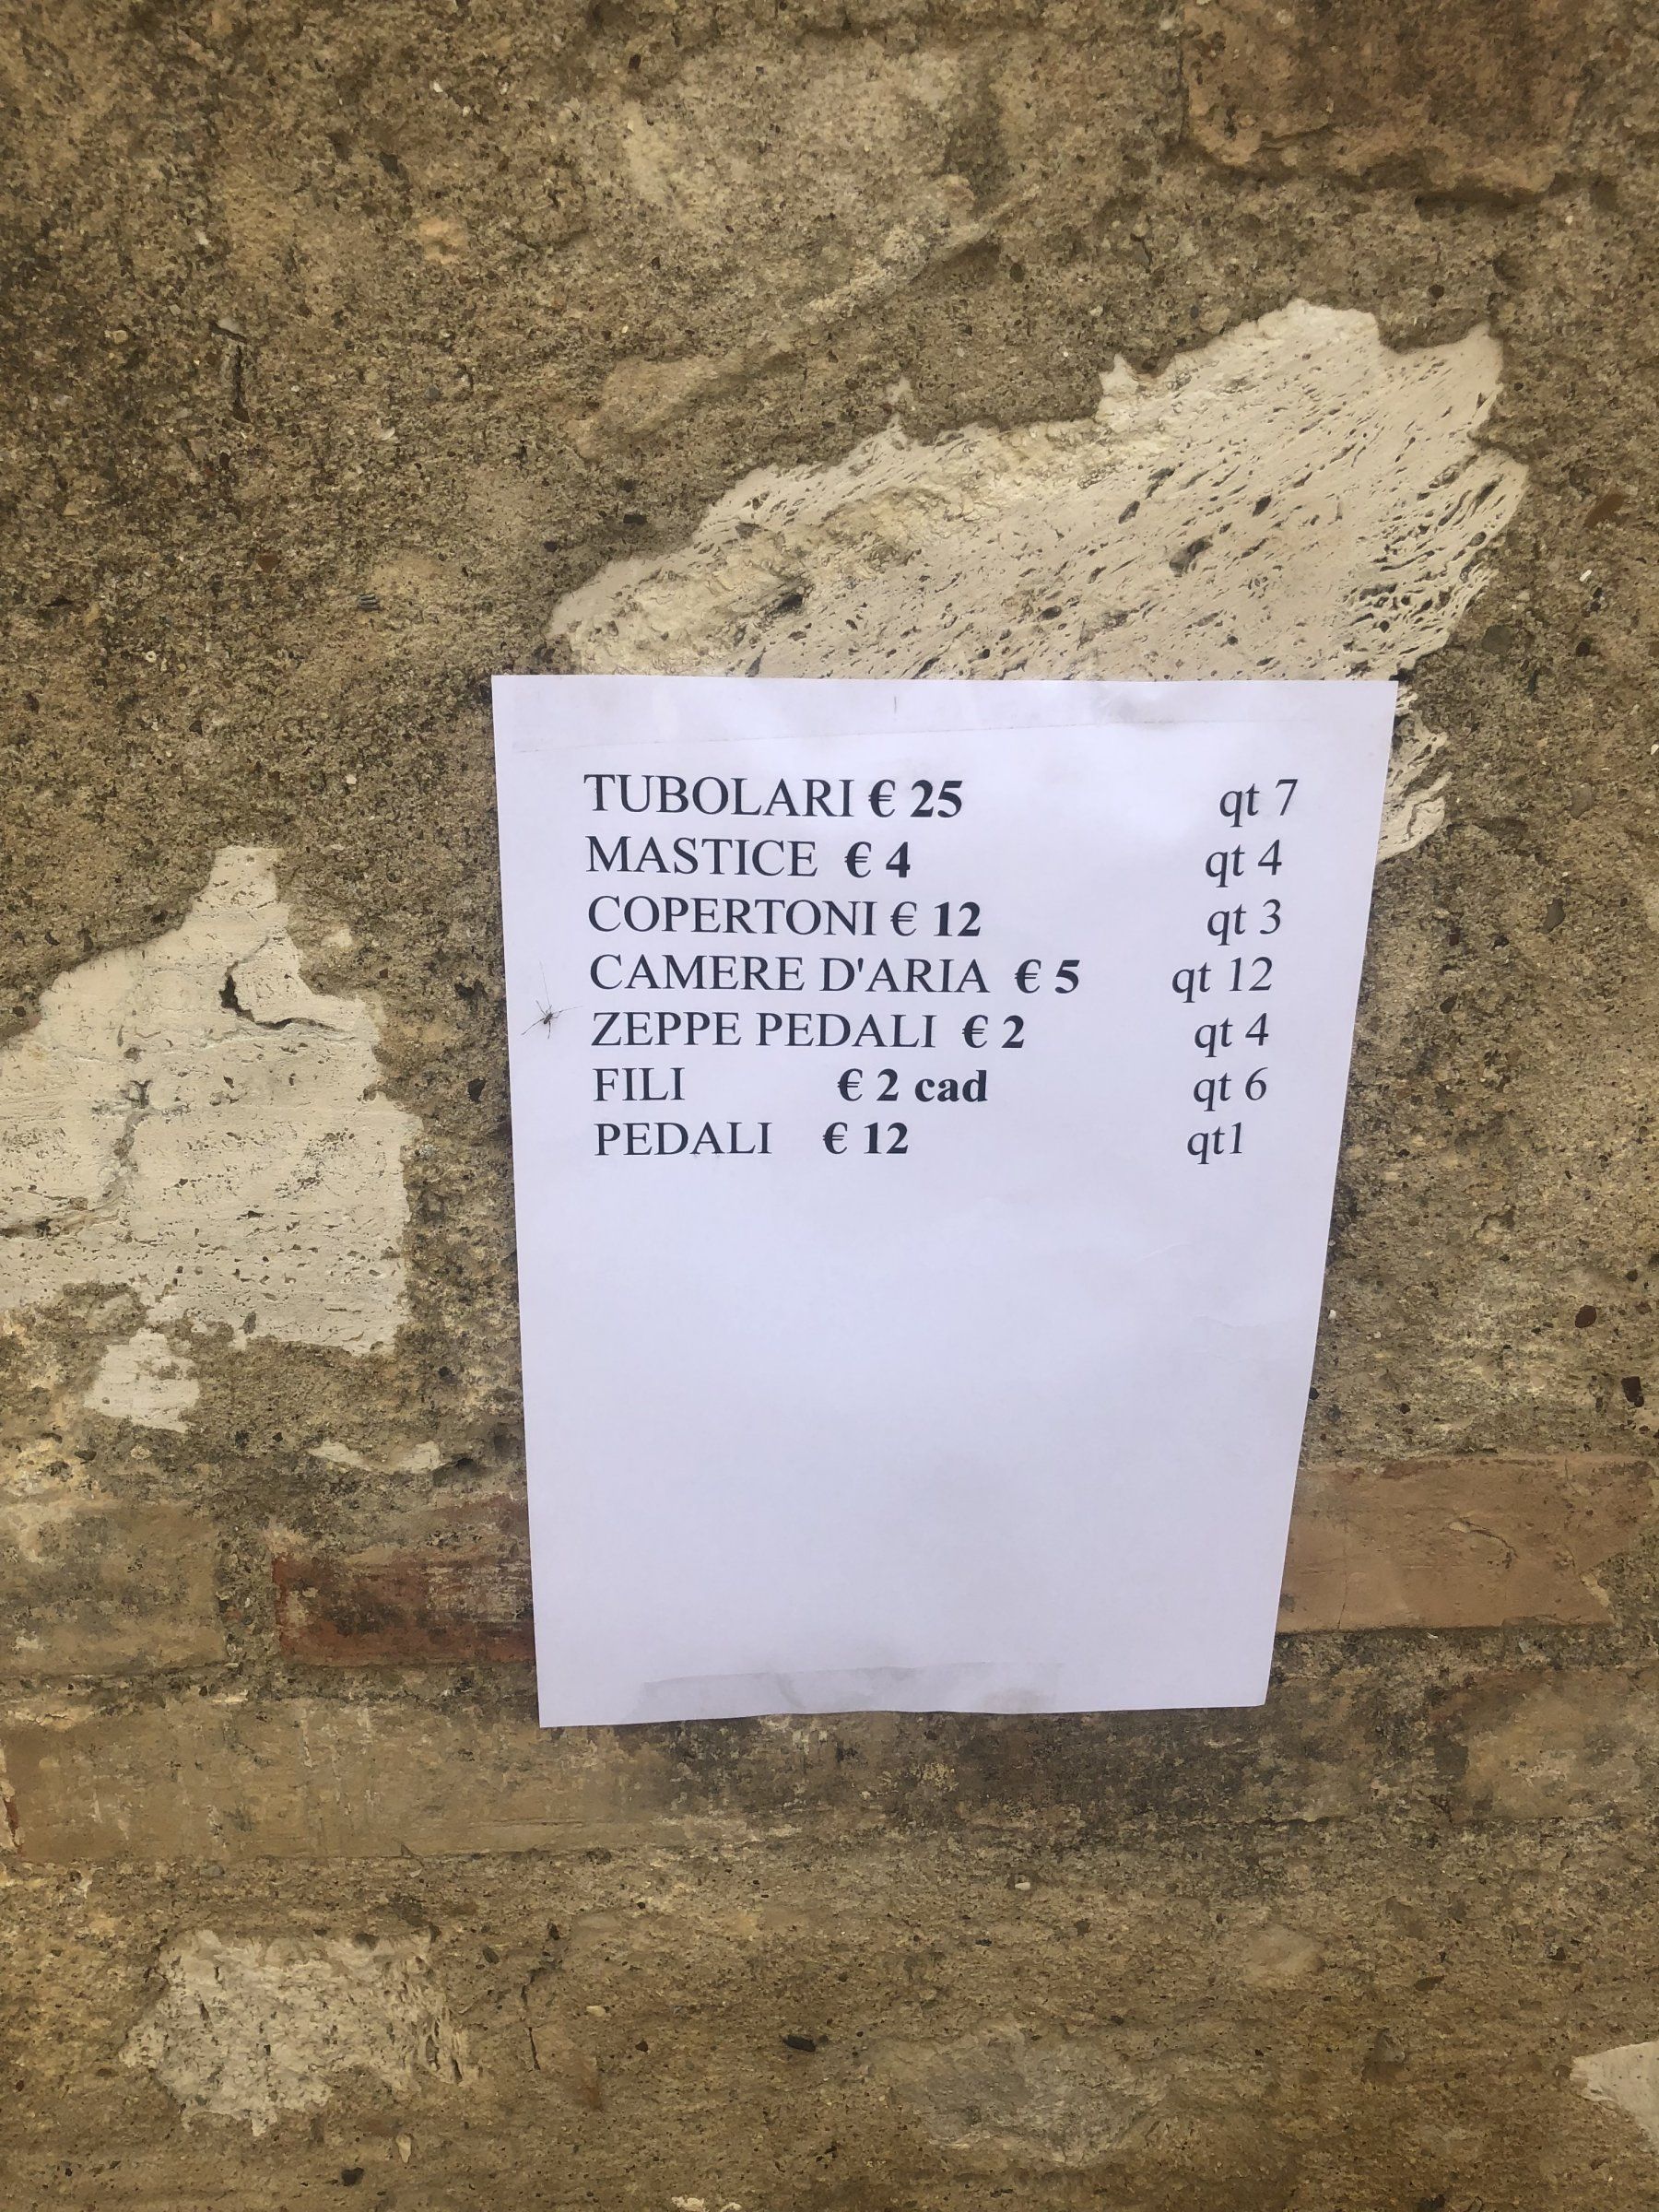 TUBOLARI € 25 qt 7
MASTICE € 4 qt 4
COPERTONI € 12 qt 3
CAMERE D'ARIA € 5 qt 12
ZEPPE PEDALI € 2 qt 4
FILI € 2 cad qt 6
PEDALI € 12 qt1